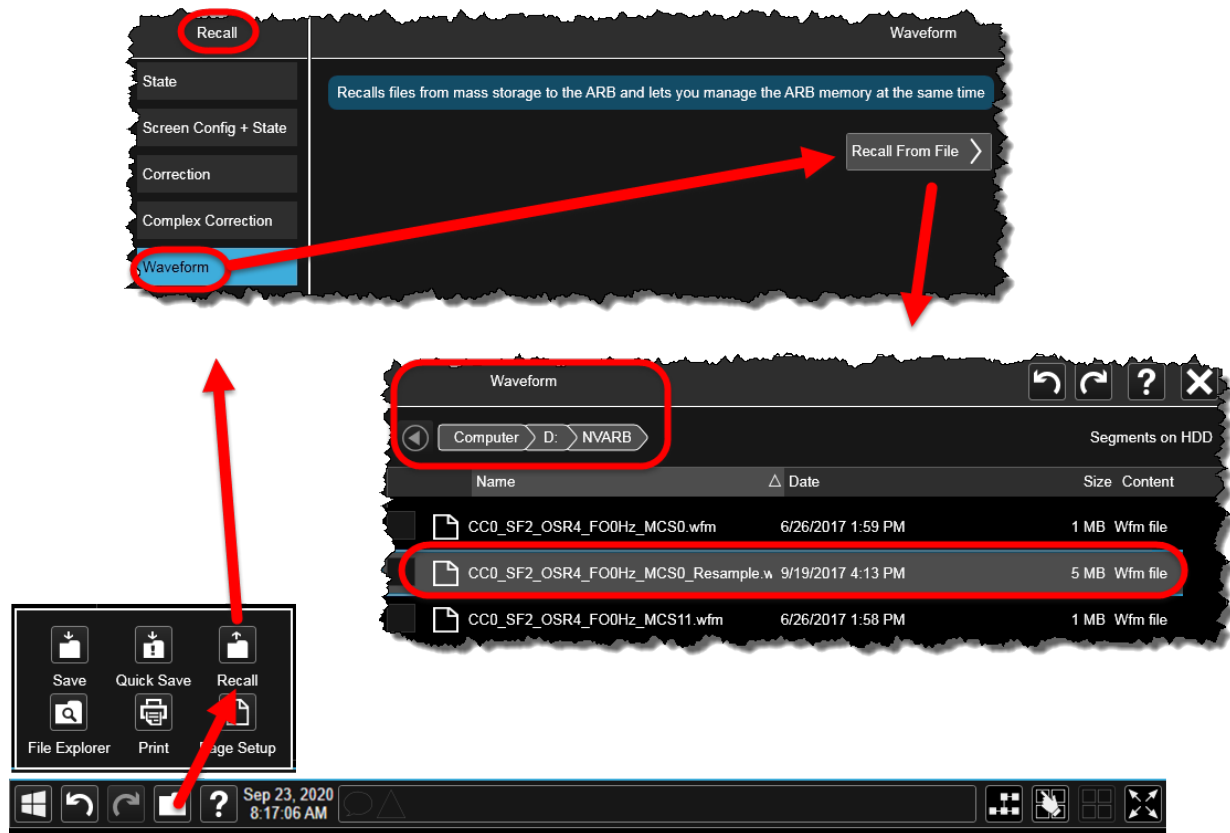 Recall
Waveform
State
Screen Config + State
Correction
Complex Correction
Waveform
Recalls files from mass storage to the ARB and lets you manage the ARB memory at the same time
Recall From File
Waveform
?
Computer D: NVARB
Segments on HDD
Name Date Size Content
CC0_SF2_OSR4_FO0Hz_MCS0.wfm 6/26/2017 1:59 PM 1 MB Wfm file
CC0_SF2_OSR4_FO0Hz_MCS0_Resample.w 9/19/2017 4:13 PM 5 MB Wfm file
CC0_SF2_OSR4_FO0Hz_MCS11.wfm 6/26/2017 1:58 PM 1 MB Wfm file
Save Quick Save Recall
File Explorer Print Page Setup
? Sep 23, 2020
8:17:06 AM